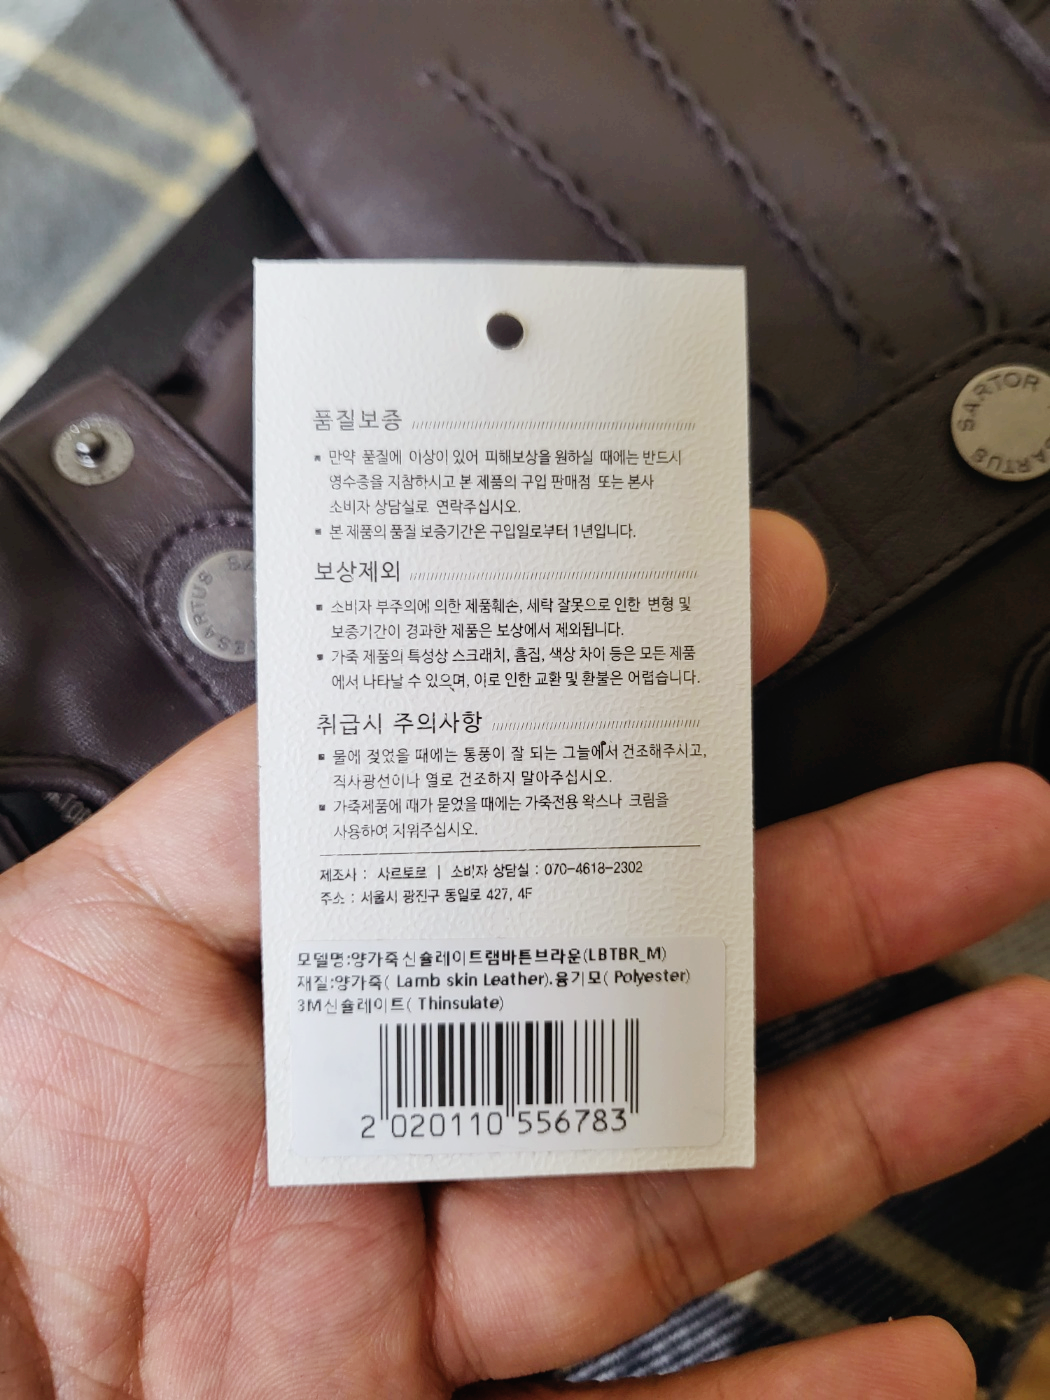 품질보증
만약 품질에 이상이 있어 피해보상을 원하실 때에는 반드시
영수증을 지참하시고 본 제품의 구입 판매점 또는 본사
소비자 상담실로 연락주십시오.
본 제품의 품질 보증기간은 구입일로부터 1년입니다.
보상제외
소비자 부주의에 의한 제품훼손, 세탁 잘못으로 인한 변형 및
보증기간이 경과한 제품은 보상에서 제외됩니다.
가죽 제품의 특성상 스크래치, 흠집, 색상 차이 등은 모든 제품
에서 나타날 수 있으며, 이로 인한 교환 및 환불은 어렵습니다.
취급시 주의사항
물에 젖었을 때에는 통풍이 잘 되는 그늘에서 건조해주시고,
직사광선이나 열로 건조하지 말아주십시오.
가죽제품에 때가 묻었을 때에는 가죽전용 왁스나 크림을
사용하여 지워주십시오.
제조사 : 사르토르 | 소비자 상담실 : 070-4618-2302
주소 : 서울시 광진구 동일로 427, 4F
모델명:양가죽신슐레이트램바튼브라운(LBTBR_M)
재질:양가죽( Lamb skin Leather).융기모( Polyester)
3M신슐레이트( Thinsulate)
2 020110 556783
SARTOR
SARTUS
SARTUS